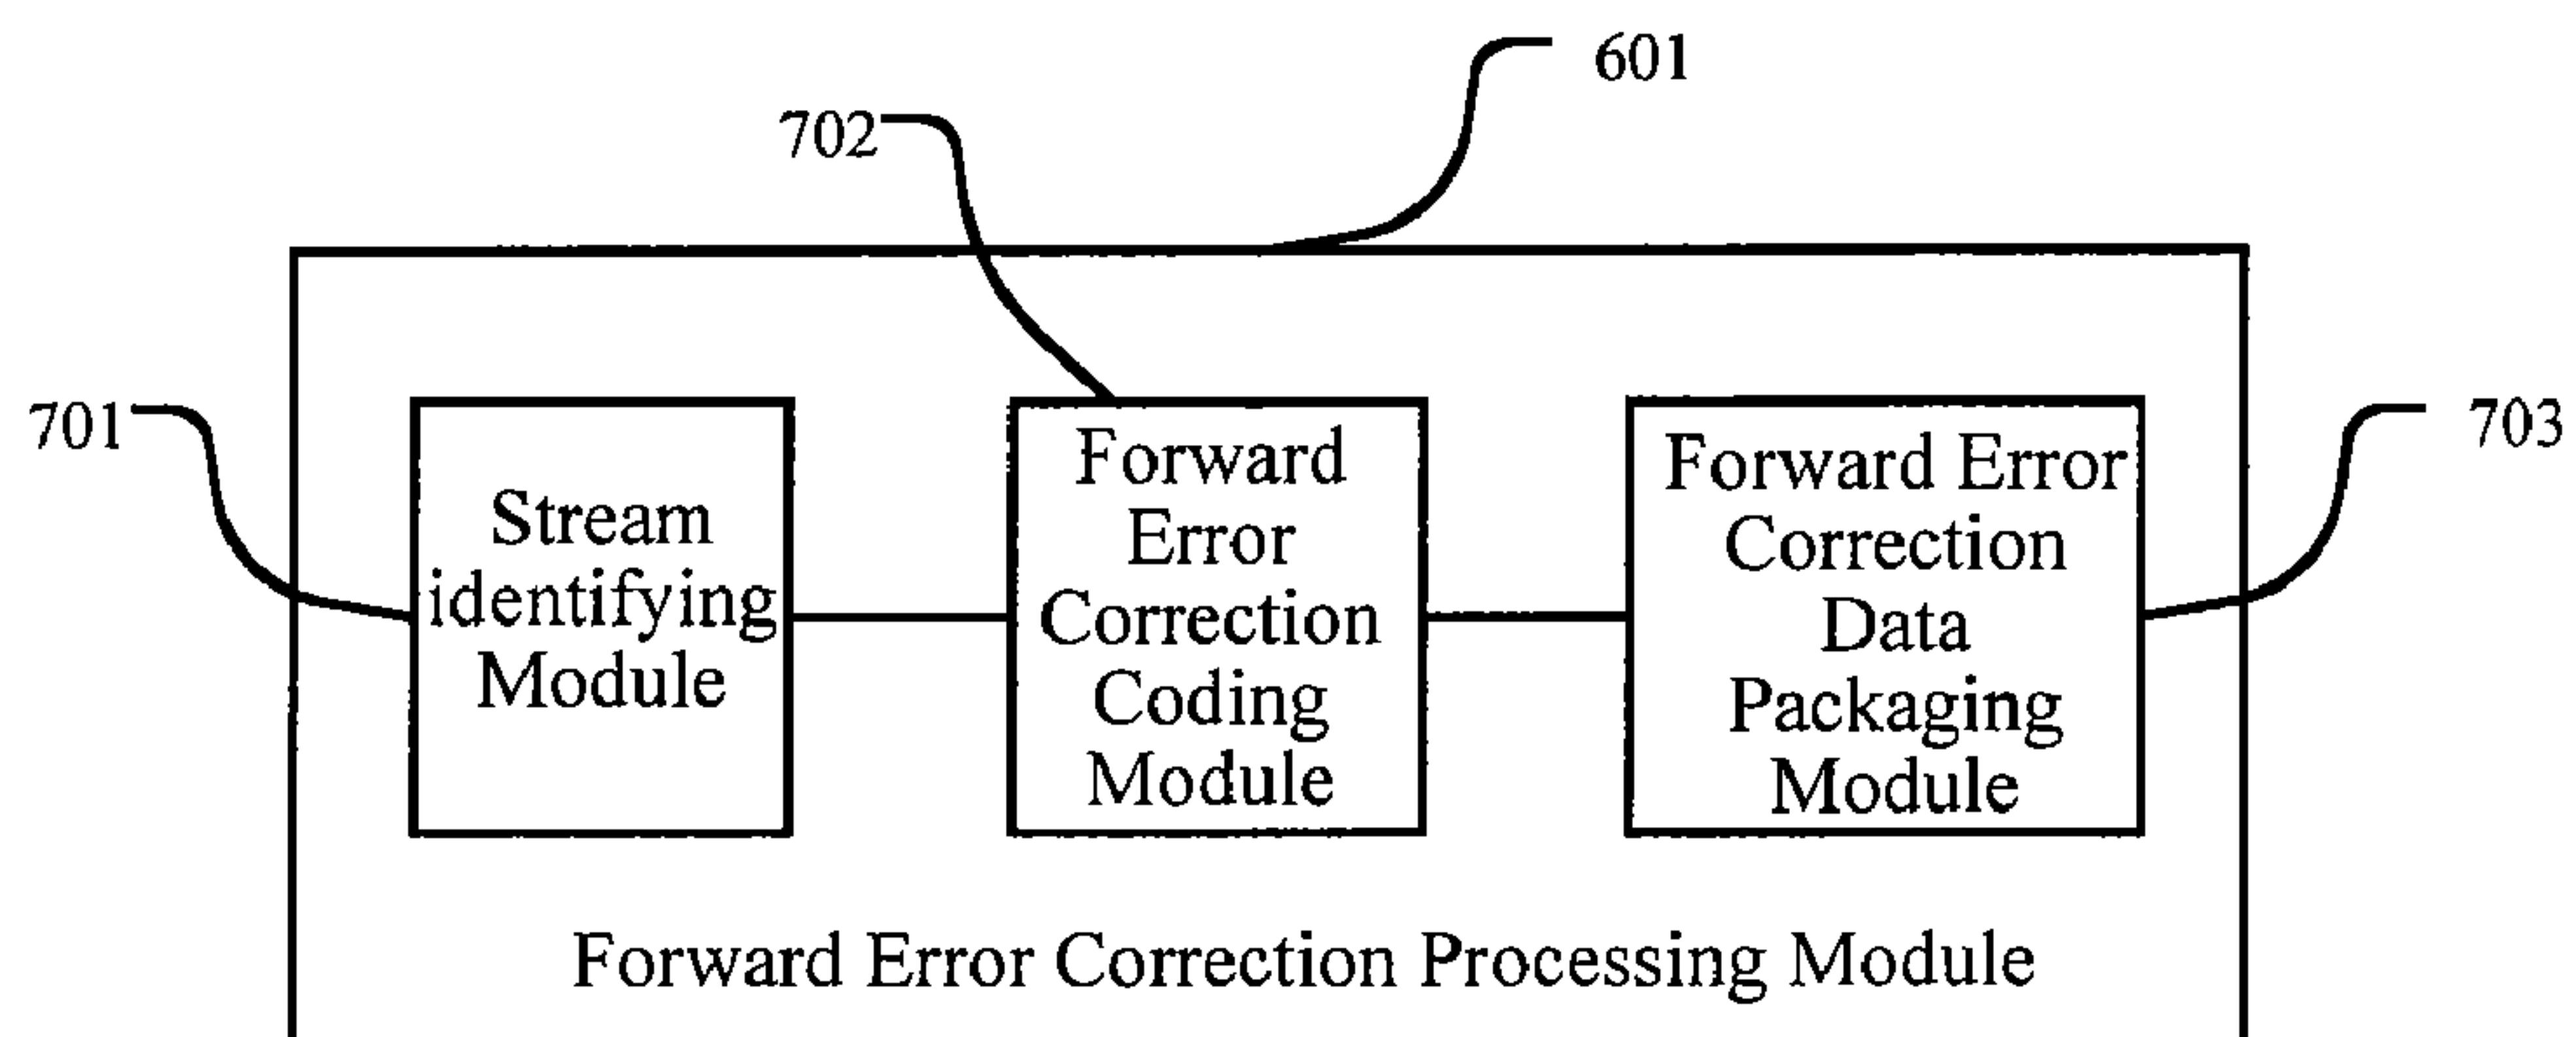 601
702
701
703
Stream
identifying
Module
Forward
Error
Correction
Coding
Module
Forward Error
Correction
Data
Packaging
Module
Forward Error Correction Processing Module